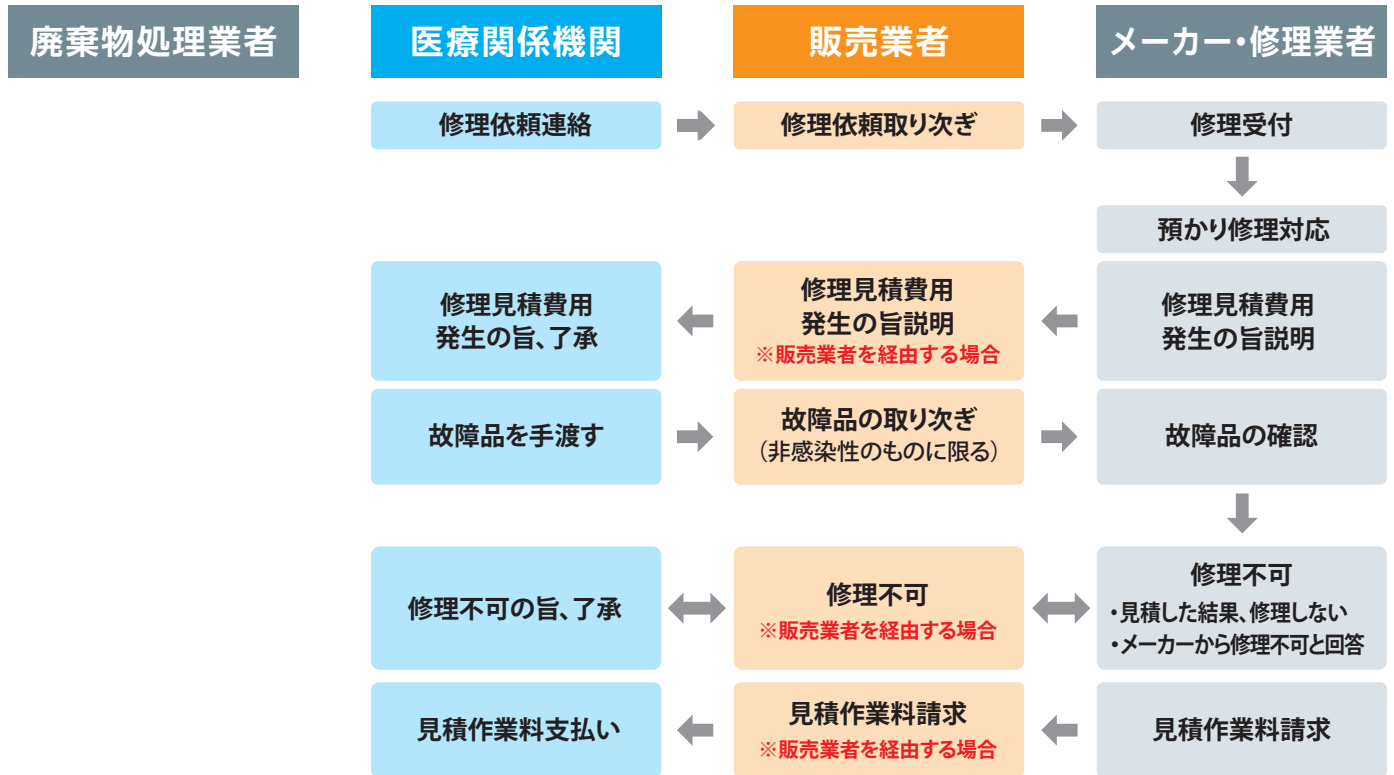 廃棄物処理業者
医療関係機関
販売業者
メーカー・修理業者
修理依頼連絡
修理依頼取り次ぎ
修理受付
預かり修理対応
修理見積費用
発生の旨、了承
修理見積費用
発生の旨説明
※販売業者を経由する場合
修理見積費用
発生の旨説明
故障品を手渡す
故障品の取り次ぎ
（非感染性のものに限る）
故障品の確認
修理不可の旨、了承
修理不可
※販売業者を経由する場合
修理不可
・見積した結果、修理しない
・メーカーから修理不可と回答
見積作業料支払い
見積作業料請求
※販売業者を経由する場合
見積作業料請求